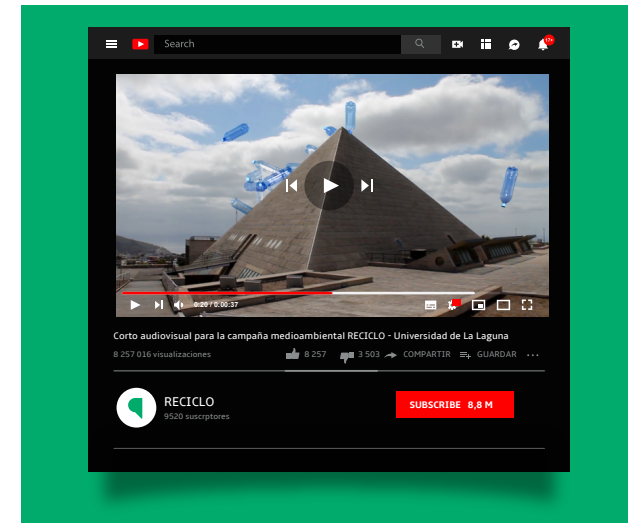 Search
17+
0:20 / 0:00:37
Corto audiovisual para la campaña medioambiental RECICLO - Universidad de La Laguna
8 257 016 visualizaciones 8 257 3 503 COMPARTIR GUARDAR
RECICLO
SUBSCRIBE 8,8 M
9520 suscrptores